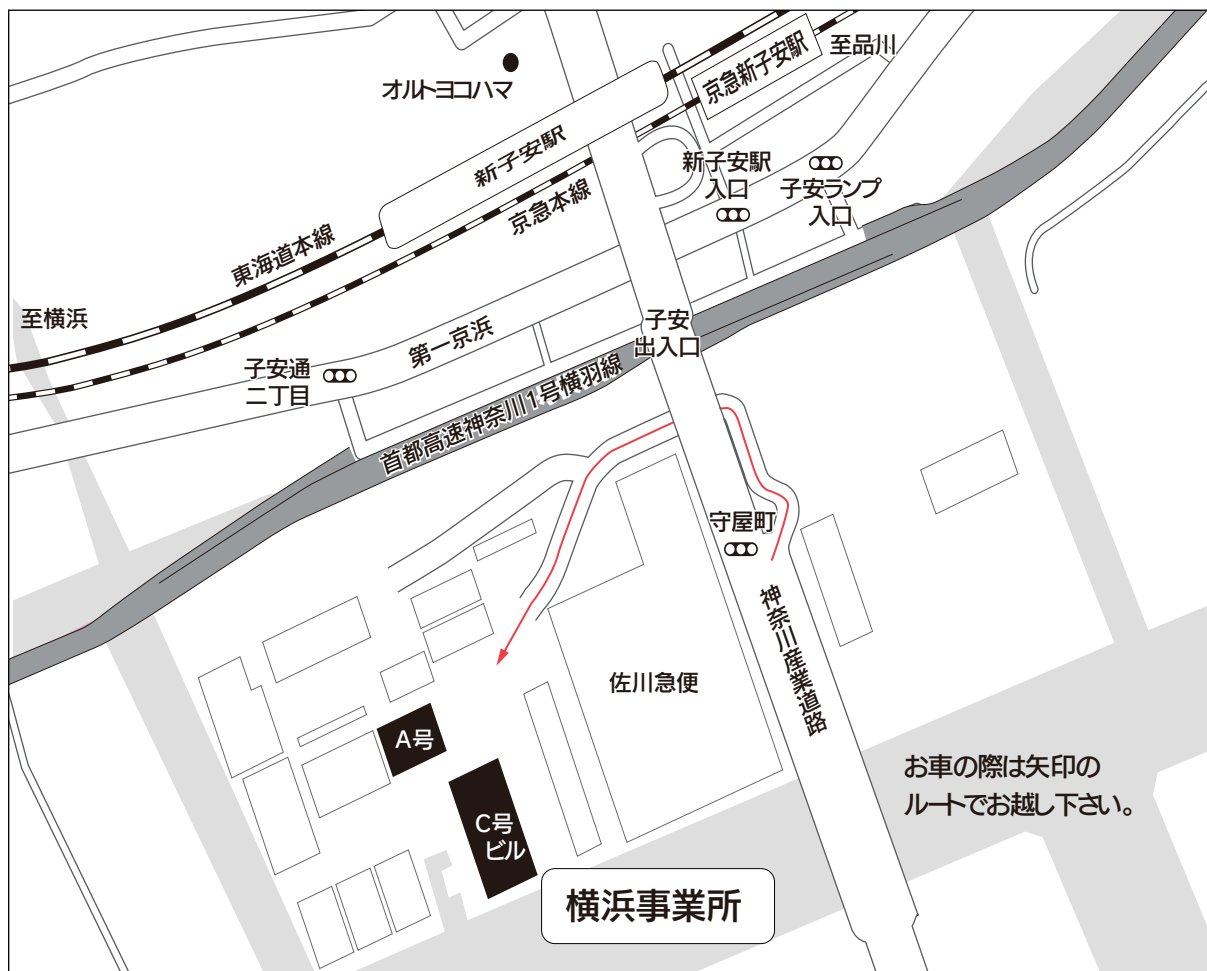 オルトヨコハマ
至品川
京急新子安駅
新子安駅
新子安駅
入口
子安ランプ
入口
京急本線
東海道本線
至横浜
子安
出入口
第一京浜
子安通
二丁目
首都高速神奈川1号横羽線
守屋町
神奈川産業道路
佐川急便
A号
C号
ビル
お車の際は矢印の
ルートでお越し下さい。
横浜事業所